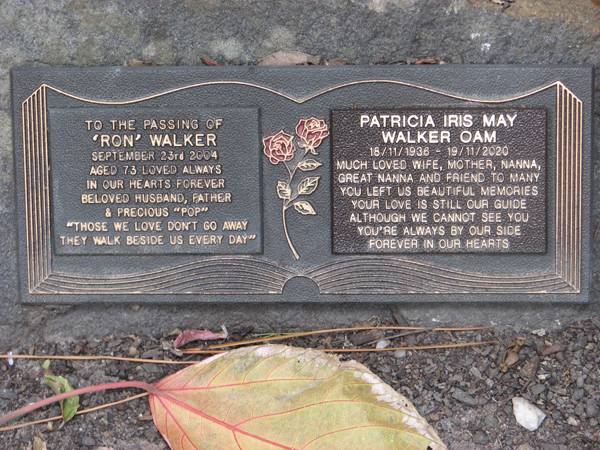 TO THE PASSING OF
'RON' WALKER
SEPTEMBER 23rd 2004
AGED 73 LOVED ALWAYS
IN OUR HEARTS FOREVER
BELOVED HUSBAND, FATHER
& PRECIOUS "POP"
"THOSE WE LOVE DON'T GO AWAY
THEY WALK BESIDE US EVERY DAY"
PATRICIA IRIS MAY
WALKER OAM
18/11/1936 - 19/11/2020
MUCH LOVED WIFE, MOTHER, NANNA,
GREAT NANNA AND FRIEND TO MANY
YOU LEFT US BEAUTIFUL MEMORIES
YOUR LOVE IS STILL OUR GUIDE
ALTHOUGH WE CANNOT SEE YOU
YOU'RE ALWAYS BY OUR SIDE
FOREVER IN OUR HEARTS